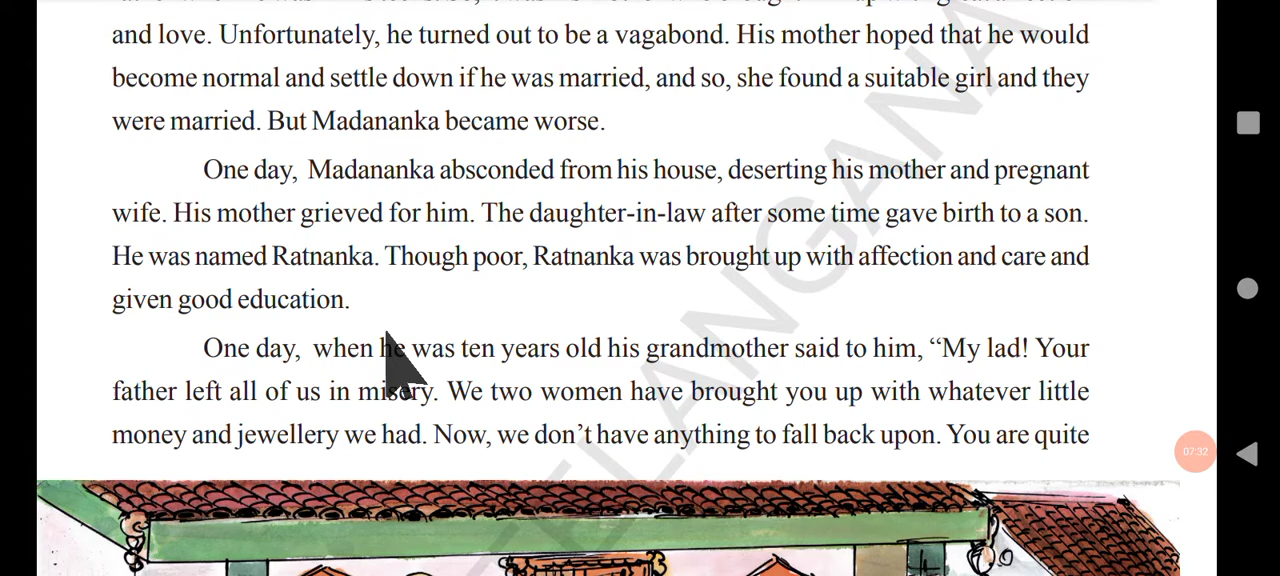 and love. Unfortunately, he turned out to be a vagabond. His mother hoped that he would
become normal and settle down if he was married, and so, she found a suitable girl and they
were married. But Madananka became worse.
One day, Madananka absconded from his house, deserting his mother and pregnant
wife. His mother grieved for him. The daughter-in-law after some time gave birth to a son.
He was named Ratnanka. Though poor, Ratnanka was brought up with affection and care and
given good education.
One day, when he was ten years old his grandmother said to him, “My lad! Your
father left all of us in misery. We two women have brought you up with whatever little
money and jewellery we had. Now, we don’t have anything to fall back upon. You are quite
07:32
TELANGANA